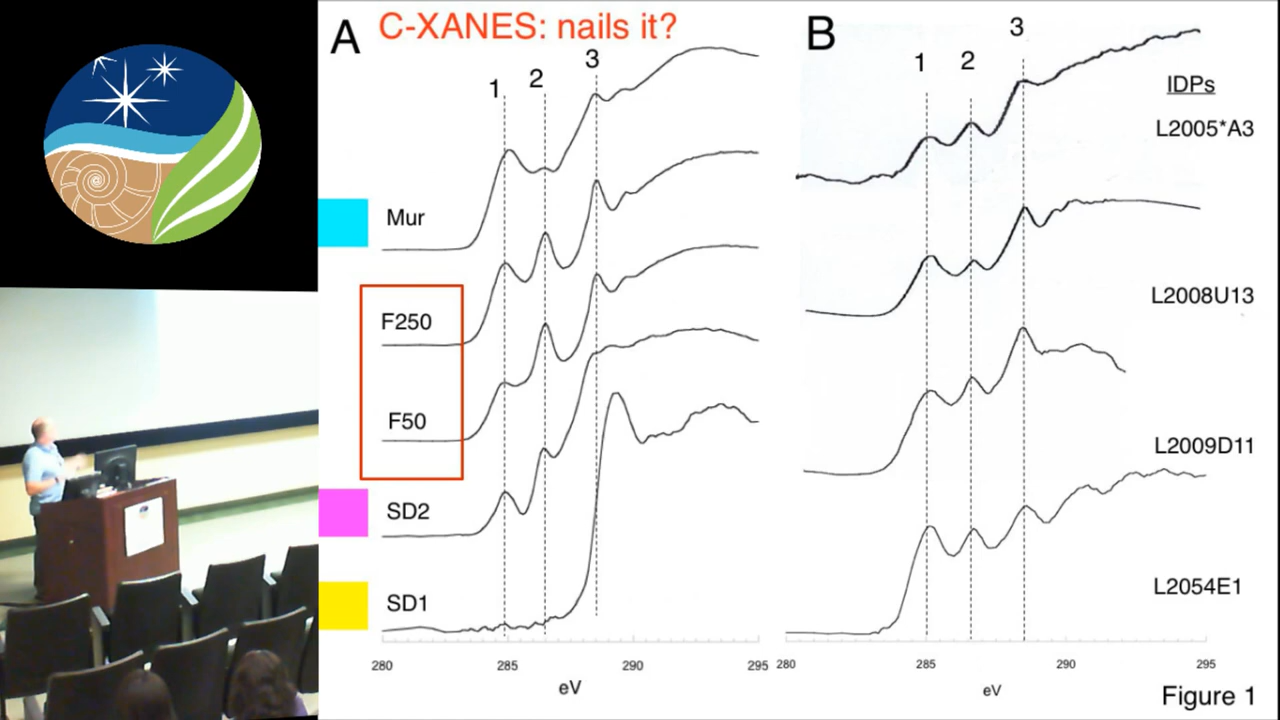 A
C-XANES: nails it?
1
2
3
Mur
F250
F50
SD2
SD1
280
285
290
295
eV
B
1
2
3
IDPs
L2005*A3
L2008U13
L2009D11
L2054E1
280
285
290
295
eV
Figure 1